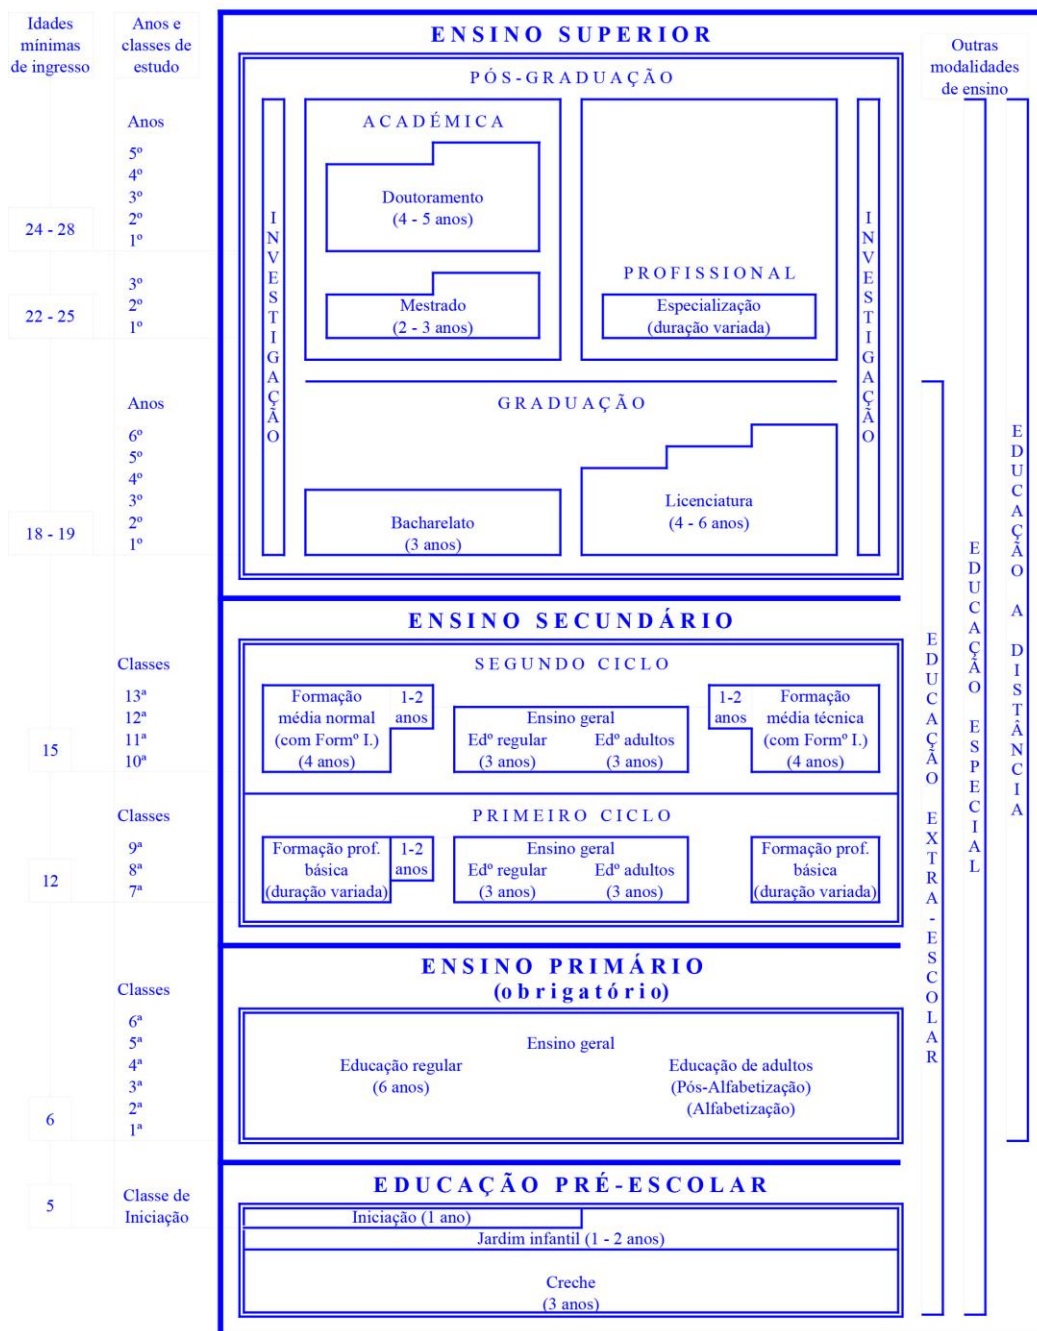 Idades
mínimas
de ingresso
Anos e
classes de
estudo
ENSINO SUPERIOR
Outras
modalidades
de ensino
PÓS-GRADUAÇÃO
Anos
5º
4º
3º
2º
1º
24 - 28
INVESTIGAÇÃO
ACADÉMICA
Doutoramento
(4 - 5 anos)
INVESTIGAÇÃO
3º
2º
1º
22 - 25
Mestrado
(2 - 3 anos)
PROFISSIONAL
Especialização
(duração variada)
GRADUAÇÃO
Anos
6º
5º
4º
3º
2º
1º
18 - 19
Bacharelato
(3 anos)
Licenciatura
(4 - 6 anos)
EDUCAÇÃO EXTRA-ESCOLAR
EDUCAÇÃO ESPECIAL
EDUCAÇÃO A DISTÂNCIA
ENSINO SECUNDÁRIO
SEGUNDO CICLO
Classes
13ª
12ª
11ª
10ª
15
Formação
média normal
(com Formº I.)
(4 anos)
1-2
anos
Ensino geral
Edº regular Edº adultos
(3 anos) (3 anos)
1-2
anos
Formação
média técnica
(com Formº I.)
(4 anos)
PRIMEIRO CICLO
Classes
9ª
8ª
7ª
12
Formação prof.
básica
(duração variada)
1-2
anos
Ensino geral
Edº regular Edº adultos
(3 anos) (3 anos)
Formação prof.
básica
(duração variada)
ENSINO PRIMÁRIO
(obrigatório)
Classes
6ª
5ª
4ª
3ª
2ª
1ª
6
Ensino geral
Educação regular
(6 anos)
Educação de adultos
(Pós-Alfabetização)
(Alfabetização)
EDUCAÇÃO PRÉ-ESCOLAR
5
Classe de
Iniciação
Iniciação (1 ano)
Jardim infantil (1 - 2 anos)
Creche
(3 anos)